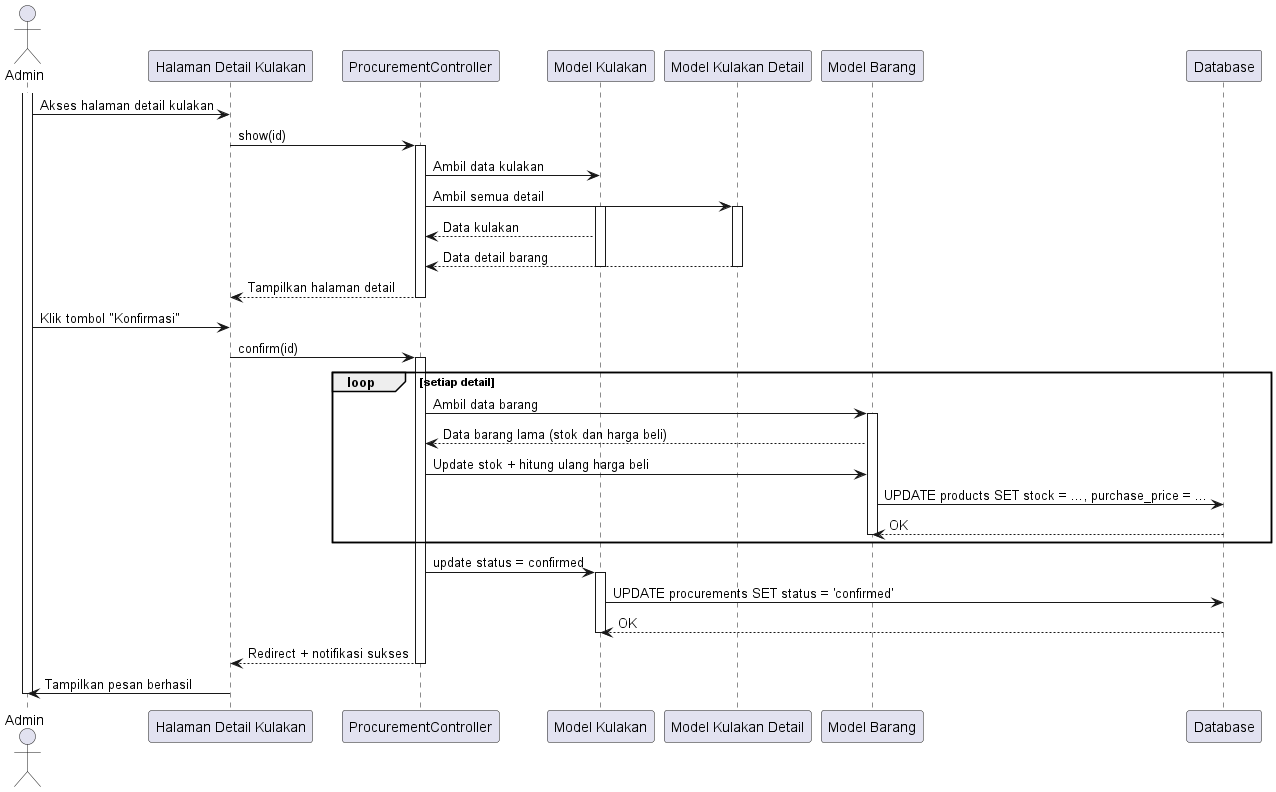 Admin
Halaman Detail Kulakan
ProcurementController
Model Kulakan
Model Kulakan Detail
Model Barang
Database
Akses halaman detail kulakan
show(id)
Ambil data kulakan
Ambil semua detail
Data kulakan
Data detail barang
Tampilkan halaman detail
Klik tombol "Konfirmasi"
confirm(id)
loop
[setiap detail]
Ambil data barang
Data barang lama (stok dan harga beli)
Update stok + hitung ulang harga beli
UPDATE products SET stock = ..., purchase_price = ...
OK
update status = confirmed
UPDATE procurements SET status = 'confirmed'
OK
Redirect + notifikasi sukses
Tampilkan pesan berhasil
Admin
Halaman Detail Kulakan
ProcurementController
Model Kulakan
Model Kulakan Detail
Model Barang
Database